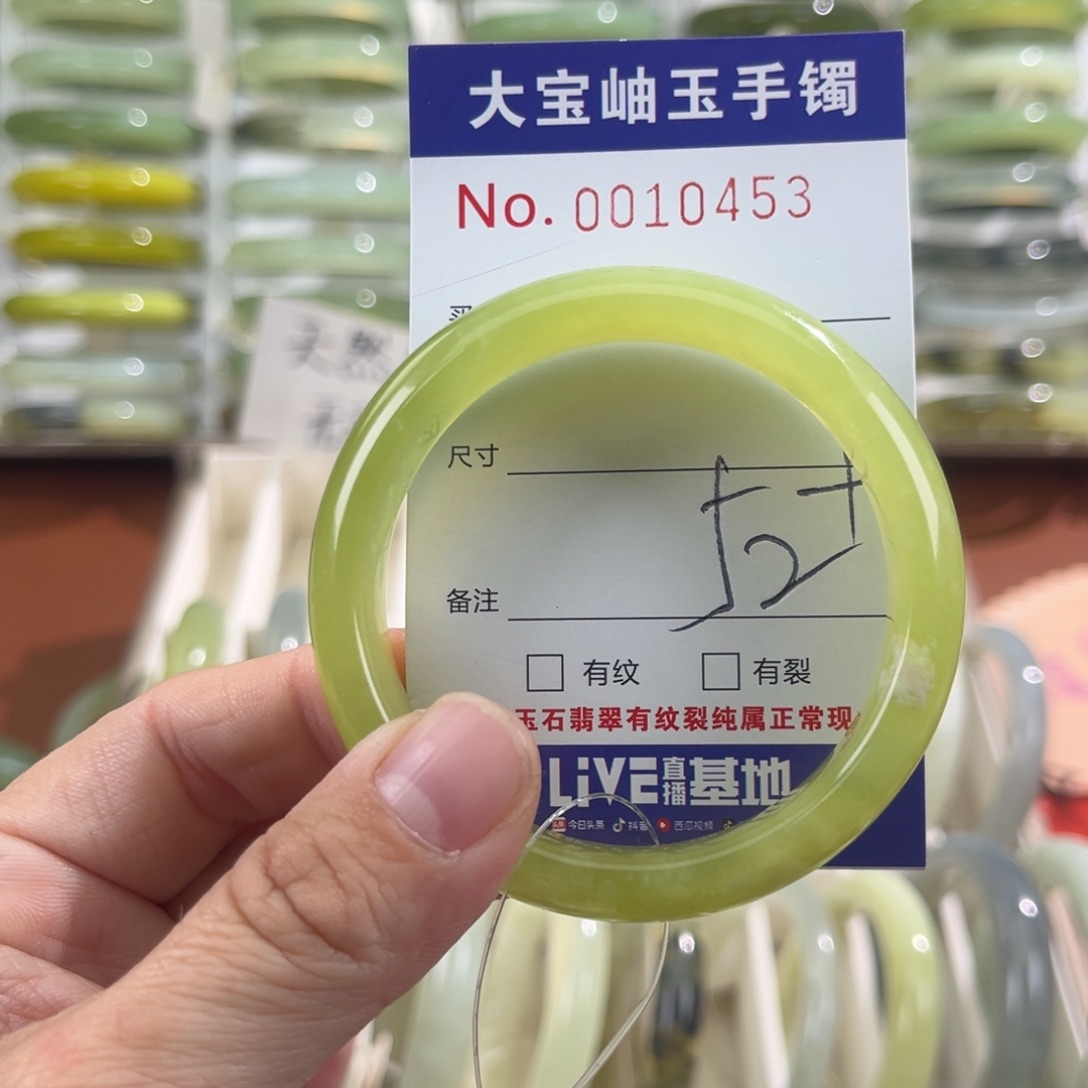 大宝岫玉手镯
No. 0010453
天然
尺寸
52+
备注
□ 有纹 □ 有裂
玉石翡翠有纹裂纯属正常现
LiVE直播基地
今日头条 抖音 西瓜视频